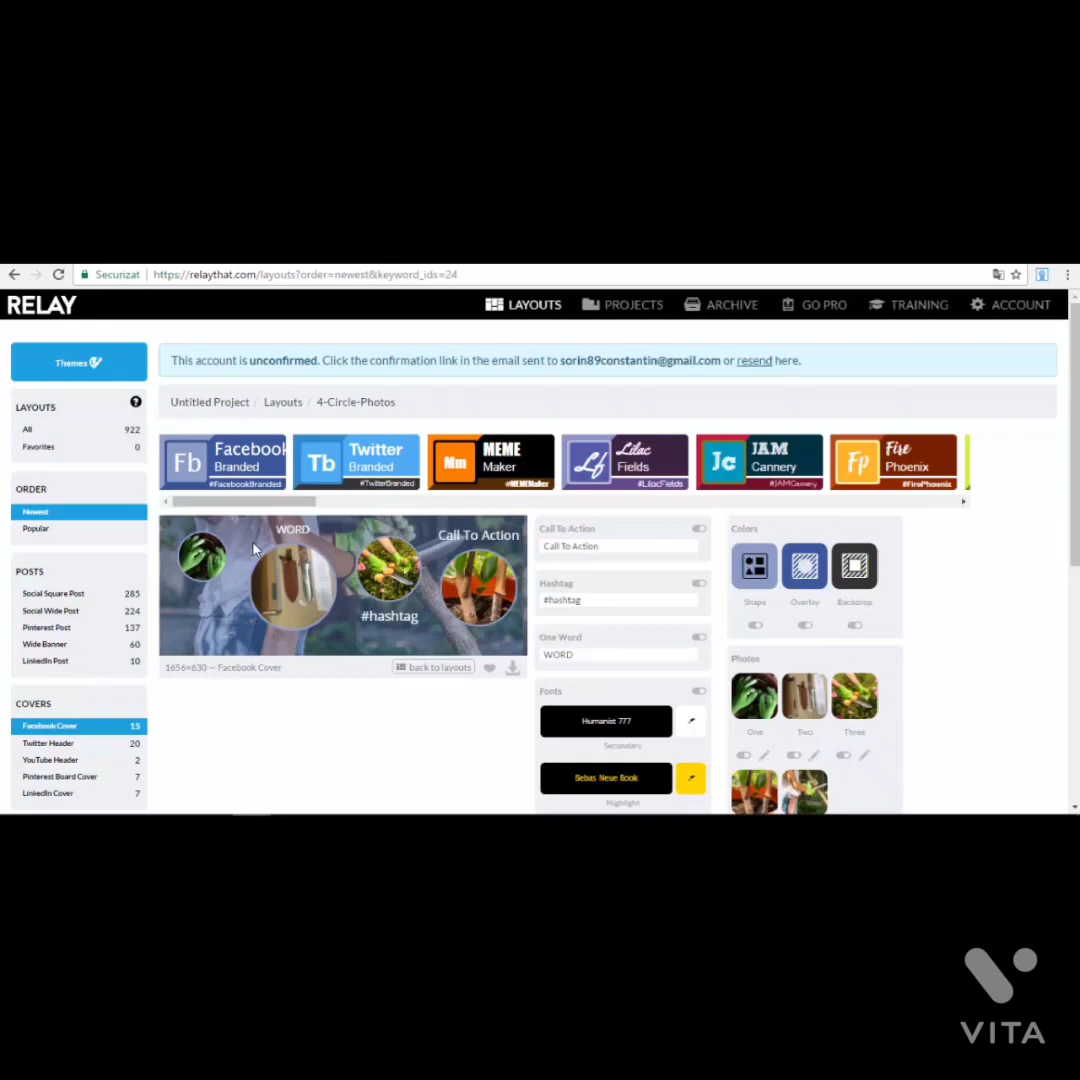 Securizat
https://relaythat.com/layouts?order=newest&keyword_ids=24
RELAY
LAYOUTS
PROJECTS
ARCHIVE
GO PRO
TRAINING
ACCOUNT
Themes
This account is unconfirmed. Click the confirmation link in the email sent to sorin89constantin@gmail.com or resend here.
LAYOUTS
?
All 922
Favorites 0
Untitled Project / Layouts / 4-Circle-Photos
Fb Facebook
Branded
#FacebookBranded
Tb Twitter
Branded
#TwitterBranded
Mm MEME
Maker
#MEMEMaker
Lf Lilac
Fields
#LilacFields
Jc JAM
Cannery
#JAMCannery
Fp Fire
Phoenix
#FirePhoenix
ORDER
Newest
Popular
POSTS
Social Square Post 285
Social Wide Post 224
Pinterest Post 137
Wide Banner 60
LinkedIn Post 10
COVERS
Facebook Cover 15
Twitter Header 20
YouTube Header 2
Pinterest Board Cover 7
LinkedIn Cover 7
WORD
Call To Action
#hashtag
1656×630 — Facebook Cover
back to layouts
Call To Action
Call To Action
Hashtag
#hashtag
One Word
WORD
Fonts
Humanist 777
Secondary
Bebas Neue Book
Highlight
Colors
Shape
Overlay
Backdrop
Photos
One
Two
Three
VITA